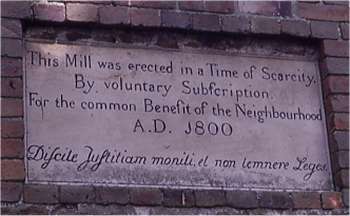 This Mill was erected in a Time of Scarcity.
By voluntary Subſcription.
For the common Benefit of the Neighbourhood
A.D. 1800
Diſcite Juſtitiam moniti, et non temnere Leges.